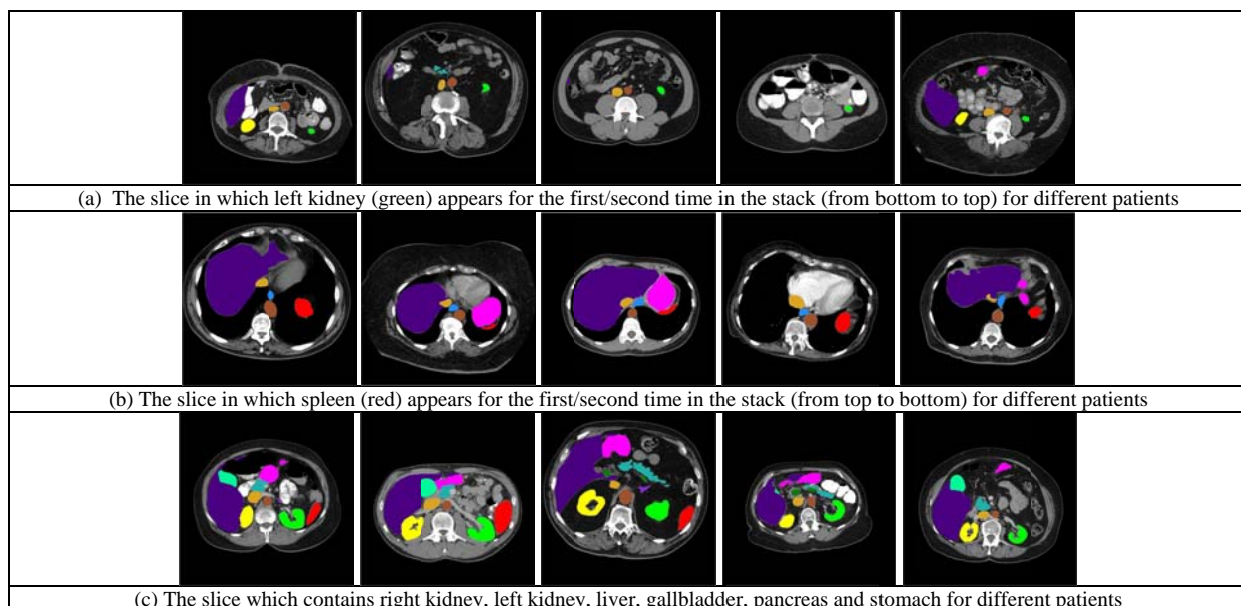 (a) The slice in which left kidney (green) appears for the first/second time in the stack (from bottom to top) for different patients
(b) The slice in which spleen (red) appears for the first/second time in the stack (from top to bottom) for different patients
(c) The slice which contains right kidney, left kidney, liver, gallbladder, pancreas and stomach for different patients